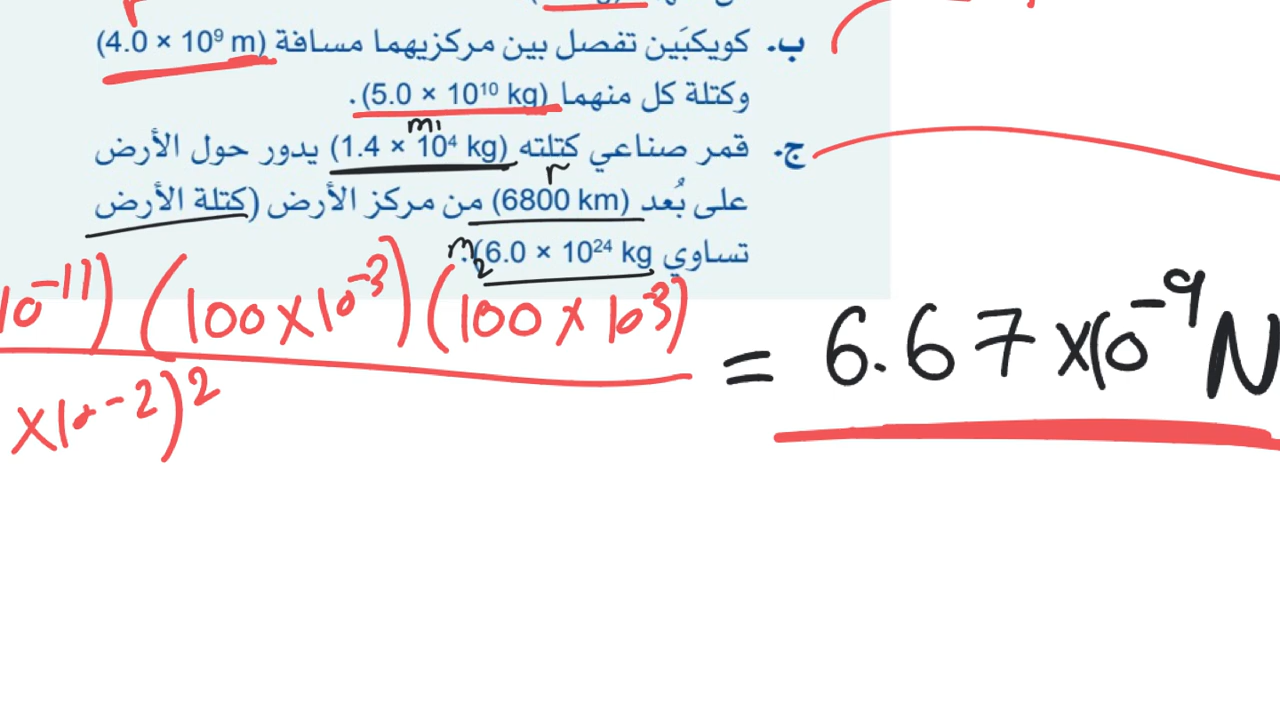 ب. كويكبَين تفصل بين مركزيهما مسافة (4.0 × 10⁹ m)
وكتلة كل منهما (5.0 × 10¹⁰ kg).
m₁
ج. قمر صناعي كتلته (1.4 × 10⁴ kg) يدور حول الأرض
r
على بُعد (6800 km) من مركز الأرض (كتلة الأرض
m₂
تساوي 6.0 × 10²⁴ kg).
10⁻¹¹) (100 × 10⁻³) (100 × 10⁻³)
× 10⁻²)²
= 6.67 × 10⁻⁹ N